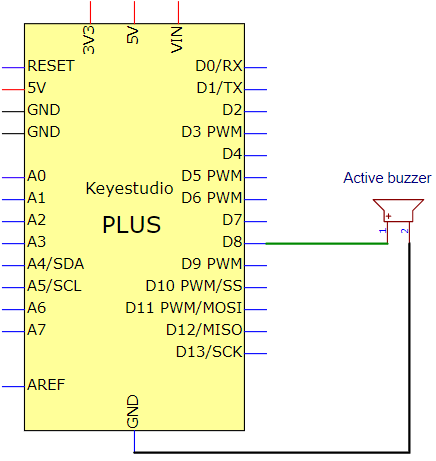 3V3
5V
VIN
RESET
5V
GND
GND
A0
A1
A2
A3
A4/SDA
A5/SCL
A6
A7
AREF
Keyestudio
PLUS
D0/RX
D1/TX
D2
D3 PWM
D4
D5 PWM
D6 PWM
D7
D8
D9 PWM
D10 PWM/SS
D11 PWM/MOSI
D12/MISO
D13/SCK
GND
Active buzzer
+
1
2